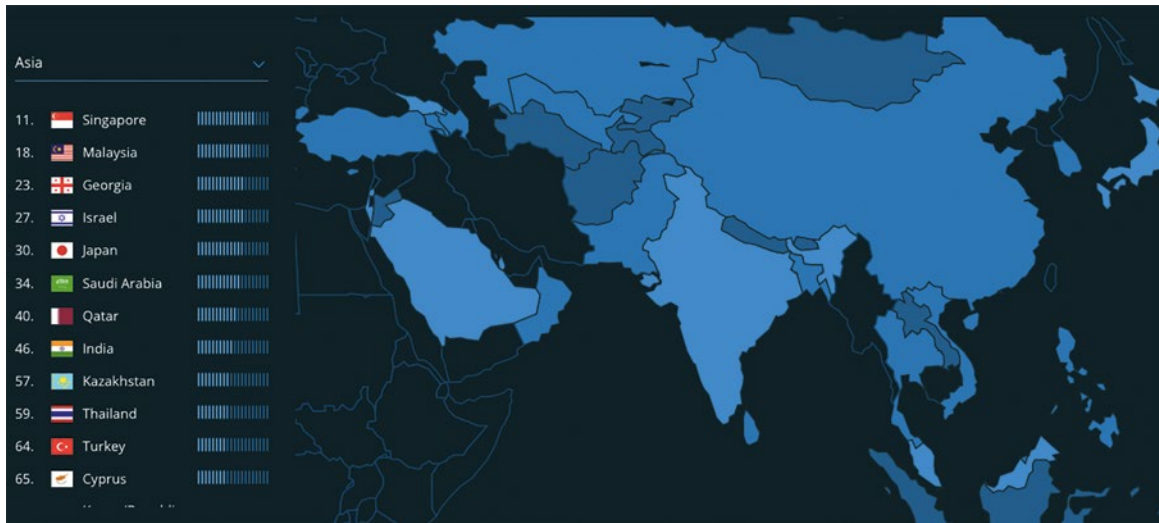 Asia
11. Singapore
18. Malaysia
23. Georgia
27. Israel
30. Japan
34. Saudi Arabia
40. Qatar
46. India
57. Kazakhstan
59. Thailand
64. Turkey
65. Cyprus